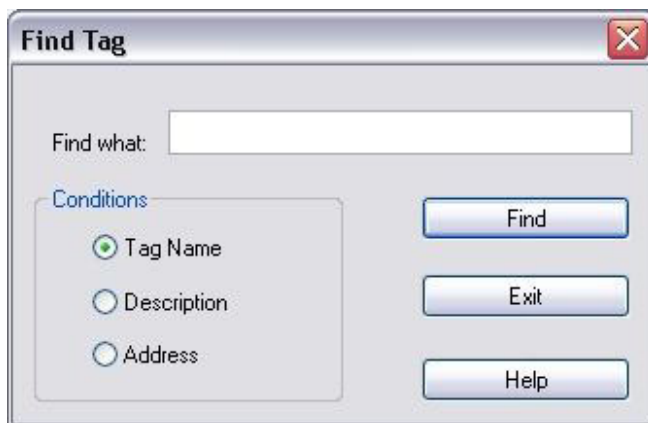 Find Tag
Find what:
Conditions
Tag Name
Description
Address
Find
Exit
Help